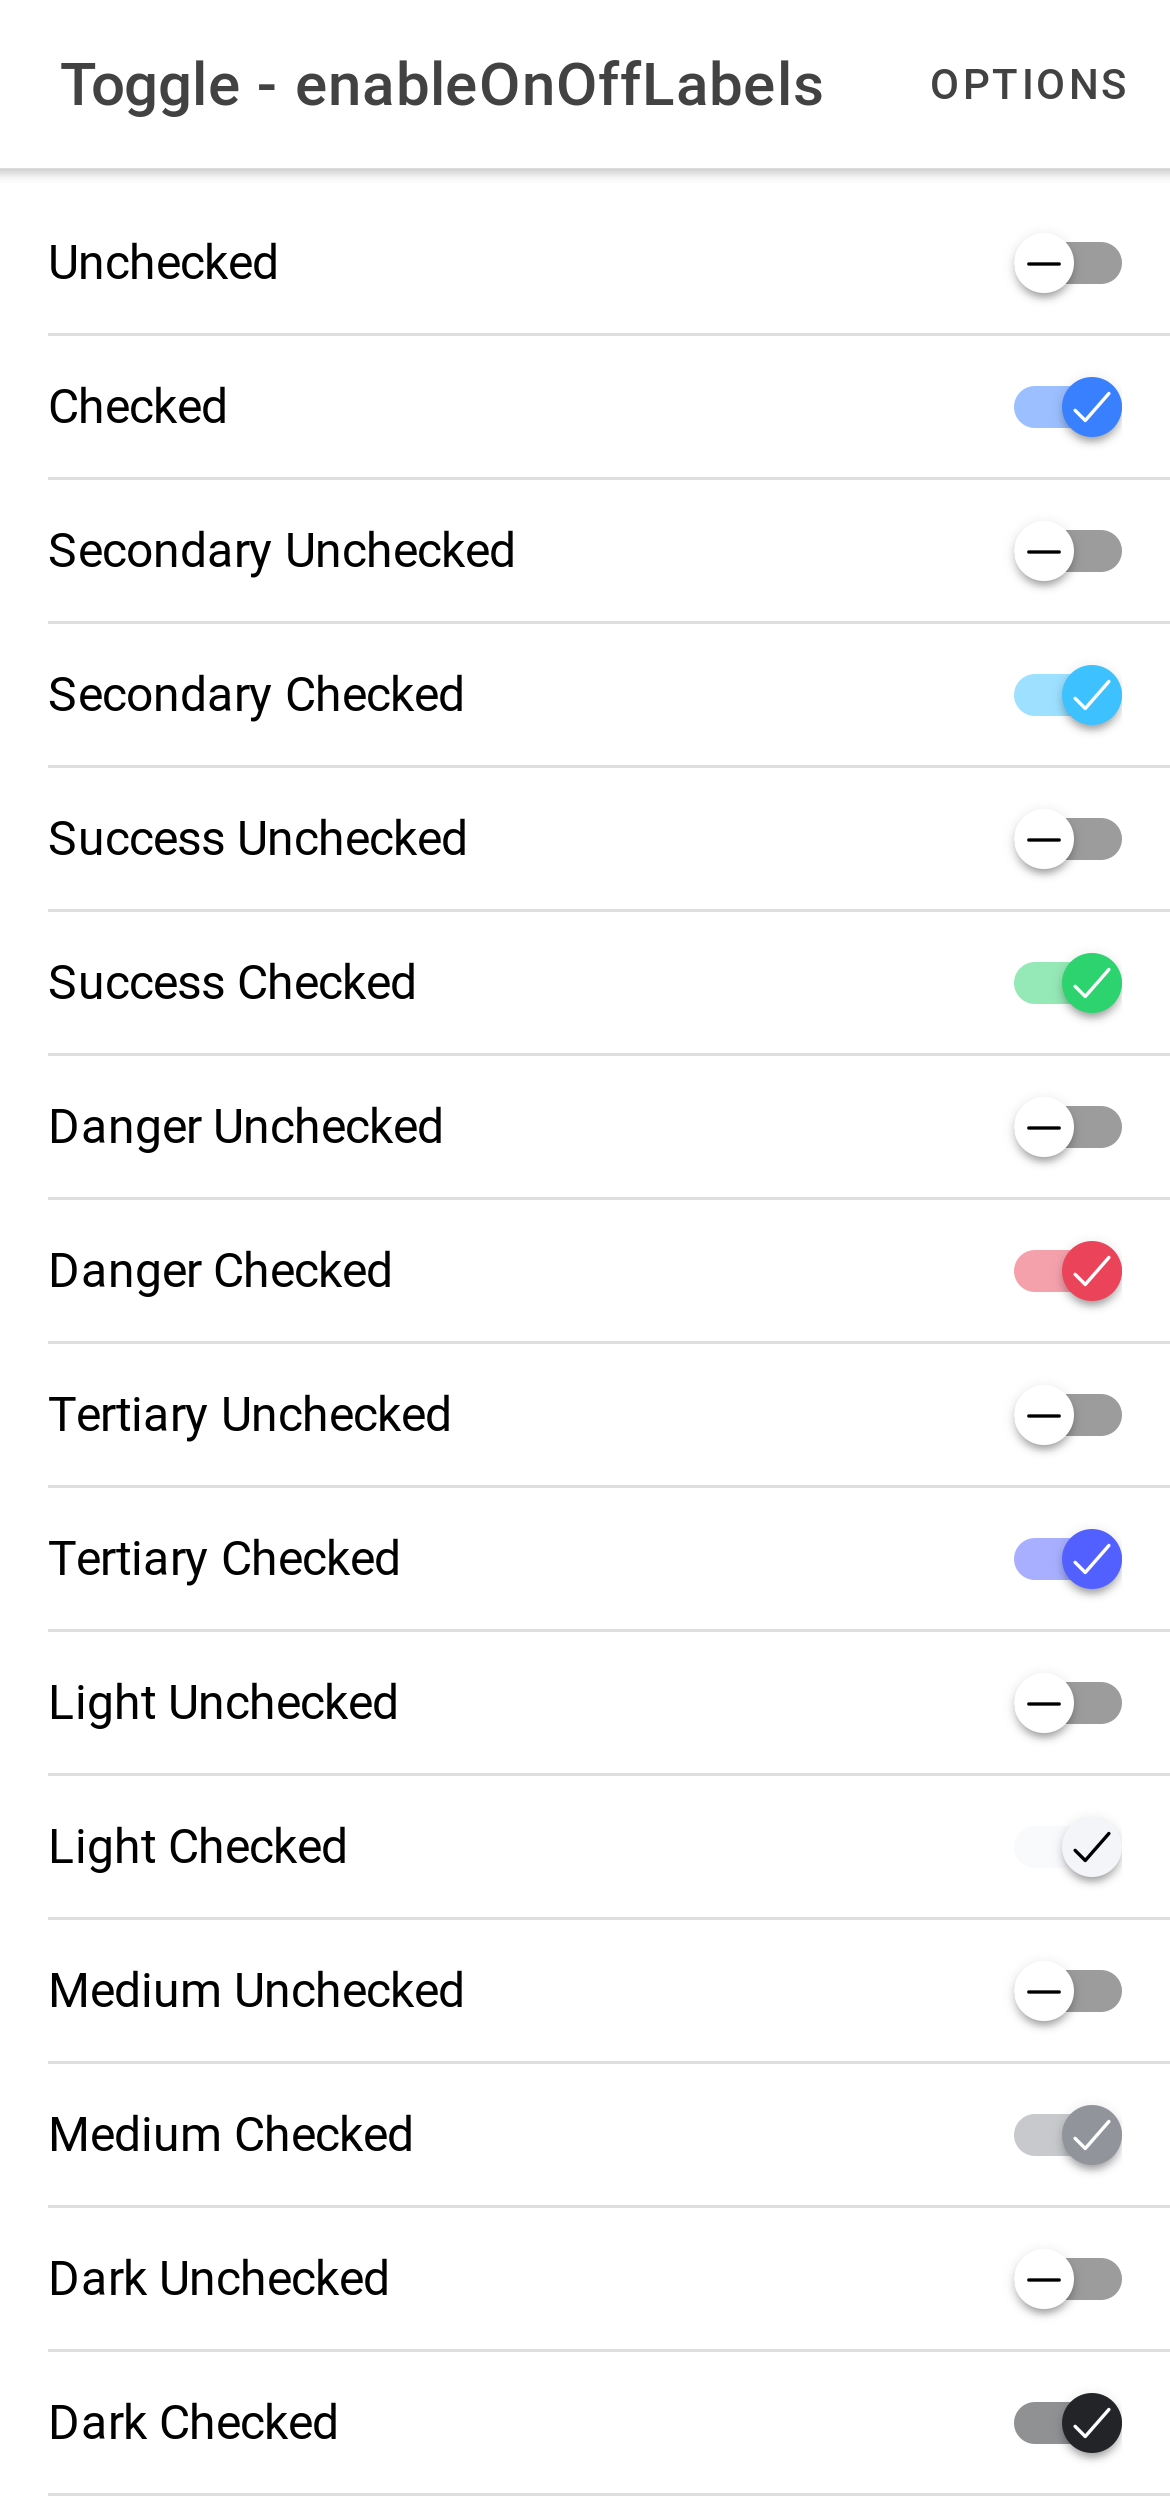 Toggle - enableOnOffLabels
OPTIONS
Unchecked
Checked
Secondary Unchecked
Secondary Checked
Success Unchecked
Success Checked
Danger Unchecked
Danger Checked
Tertiary Unchecked
Tertiary Checked
Light Unchecked
Light Checked
Medium Unchecked
Medium Checked
Dark Unchecked
Dark Checked